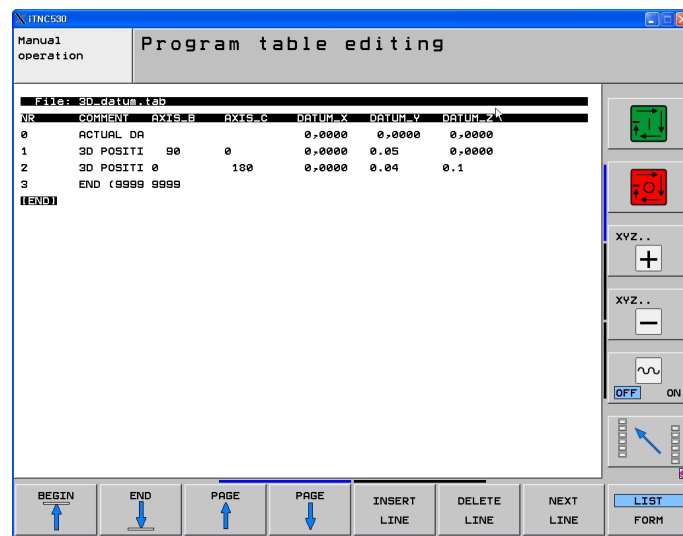 iTNC530
Manual operation
Program table editing
File: 3D_datum.tab
NR COMMENT AXIS_B AXIS_C DATUM_X DATUM_Y DATUM_Z
0 ACTUAL DA 0,0000 0,0000 0,0000
1 3D POSITI 90 0 0,0000 0.05 0,0000
2 3D POSITI 0 180 0,0000 0.04 0.1
3 END (9999 9999
[END]
XYZ..
+
XYZ..
−
OFF ON
BEGIN
END
PAGE
PAGE
INSERT LINE
DELETE LINE
NEXT LINE
LIST
FORM